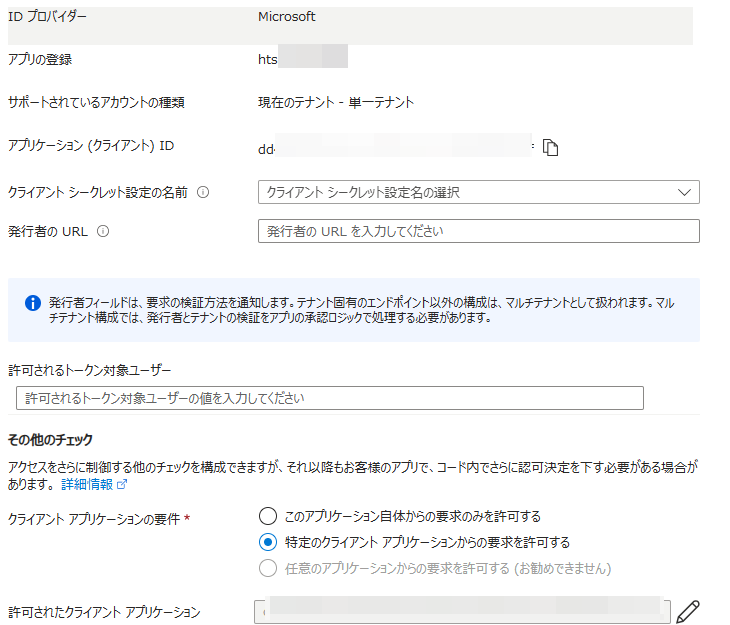 ID プロバイダー
Microsoft
アプリの登録
hts
サポートされているアカウントの種類
現在のテナント - 単一テナント
アプリケーション (クライアント) ID
dd
クライアント シークレット設定の名前
クライアント シークレット設定名の選択
発行者の URL
発行者の URL を入力してください
発行者フィールドは、要求の検証方法を通知します。テナント固有のエンドポイント以外の構成は、マルチテナントとして扱われます。マル
チテナント構成では、発行者とテナントの検証をアプリの承認ロジックで処理する必要があります。
許可されるトークン対象ユーザー
許可されるトークン対象ユーザーの値を入力してください
その他のチェック
アクセスをさらに制御する他のチェックを構成できますが、それ以降もお客様のアプリで、コード内でさらに認可決定を下す必要がある場合が
あります。 詳細情報
クライアント アプリケーションの要件 *
このアプリケーション自体からの要求のみを許可する
特定のクライアント アプリケーションからの要求を許可する
任意のアプリケーションからの要求を許可する (お勧めできません)
許可されたクライアント アプリケーション